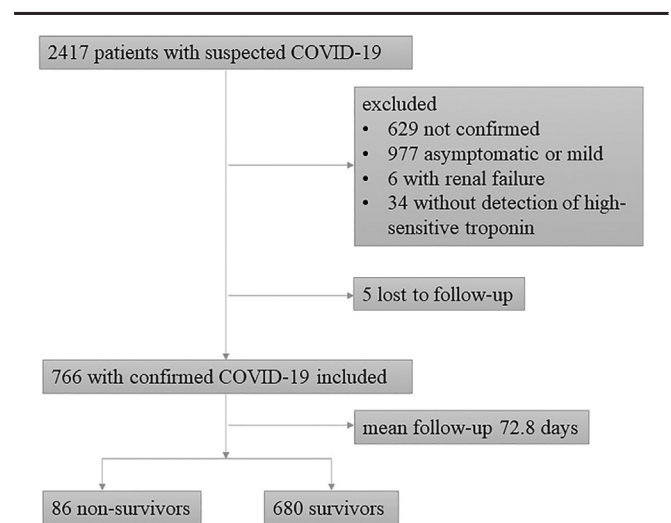 2417 patients with suspected COVID-19
excluded
• 629 not confirmed
• 977 asymptomatic or mild
• 6 with renal failure
• 34 without detection of high-
sensitive troponin
5 lost to follow-up
766 with confirmed COVID-19 included
mean follow-up 72.8 days
86 non-survivors
680 survivors